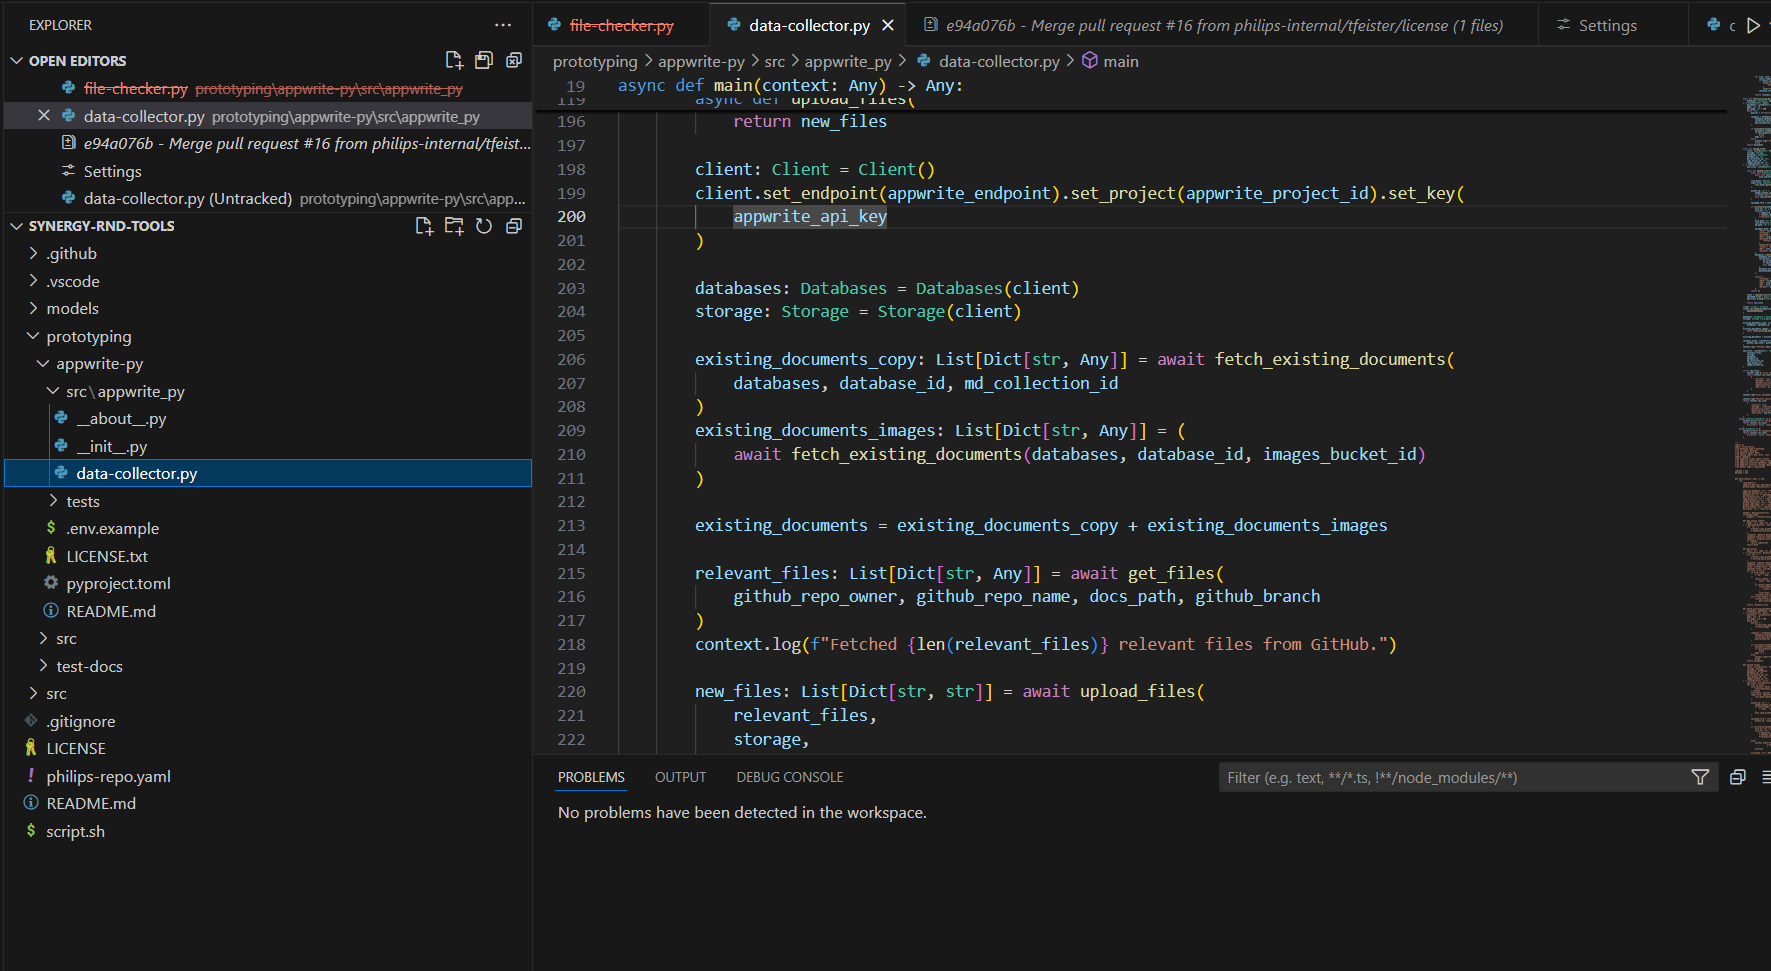 EXPLORER
OPEN EDITORS
file-checker.py prototyping\appwrite-py\src\appwrite_py
data-collector.py prototyping\appwrite-py\src\appwrite_py
e94a076b - Merge pull request #16 from philips-internal/tfeist...
Settings
data-collector.py (Untracked) prototyping\appwrite-py\src\app...
SYNERGY-RND-TOOLS
.github
.vscode
models
prototyping
appwrite-py
src\appwrite_py
__about__.py
__init__.py
data-collector.py
tests
.env.example
LICENSE.txt
pyproject.toml
README.md
src
test-docs
src
.gitignore
LICENSE
philips-repo.yaml
README.md
script.sh
file-checker.py
data-collector.py
e94a076b - Merge pull request #16 from philips-internal/tfeister/license (1 files)
Settings
prototyping > appwrite-py > src > appwrite_py > data-collector.py > main
19 async def main(context: Any) -> Any:
119 async def upload_files(
196 return new_files
197
198 client: Client = Client()
199 client.set_endpoint(appwrite_endpoint).set_project(appwrite_project_id).set_key(
200 appwrite_api_key
201 )
202
203 databases: Databases = Databases(client)
204 storage: Storage = Storage(client)
205
206 existing_documents_copy: List[Dict[str, Any]] = await fetch_existing_documents(
207 databases, database_id, md_collection_id
208 )
209 existing_documents_images: List[Dict[str, Any]] = (
210 await fetch_existing_documents(databases, database_id, images_bucket_id)
211 )
212
213 existing_documents = existing_documents_copy + existing_documents_images
214
215 relevant_files: List[Dict[str, Any]] = await get_files(
216 github_repo_owner, github_repo_name, docs_path, github_branch
217 )
218 context.log(f"Fetched {len(relevant_files)} relevant files from GitHub.")
219
220 new_files: List[Dict[str, str]] = await upload_files(
221 relevant_files,
222 storage,
PROBLEMS OUTPUT DEBUG CONSOLE
Filter (e.g. text, **/*.ts, !**/node_modules/**)
No problems have been detected in the workspace.